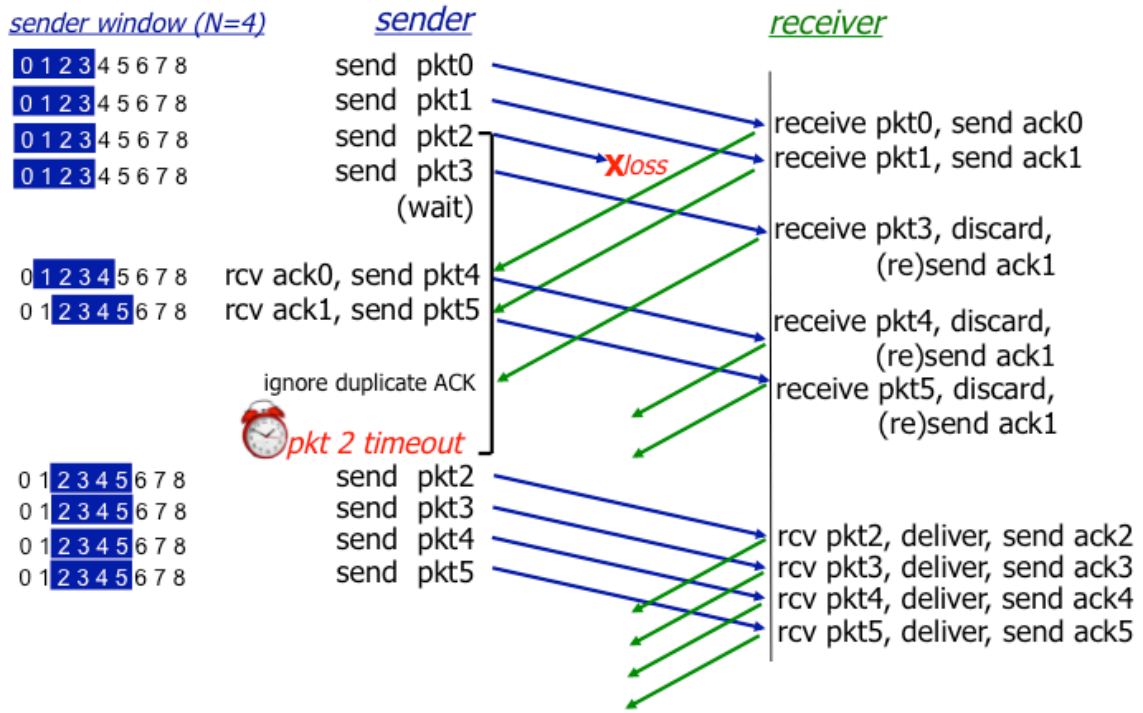 sender window (N=4) sender receiver
0 1 2 3 4 5 6 7 8 send pkt0
0 1 2 3 4 5 6 7 8 send pkt1
receive pkt0, send ack0
0 1 2 3 4 5 6 7 8 send pkt2
receive pkt1, send ack1
Xloss
0 1 2 3 4 5 6 7 8 send pkt3
(wait)
receive pkt3, discard,
(re)send ack1
0 1 2 3 4 5 6 7 8 rcv ack0, send pkt4
0 1 2 3 4 5 6 7 8 rcv ack1, send pkt5
receive pkt4, discard,
(re)send ack1
ignore duplicate ACK
receive pkt5, discard,
(re)send ack1
pkt 2 timeout
0 1 2 3 4 5 6 7 8 send pkt2
0 1 2 3 4 5 6 7 8 send pkt3
0 1 2 3 4 5 6 7 8 send pkt4
rcv pkt2, deliver, send ack2
0 1 2 3 4 5 6 7 8 send pkt5
rcv pkt3, deliver, send ack3
rcv pkt4, deliver, send ack4
rcv pkt5, deliver, send ack5